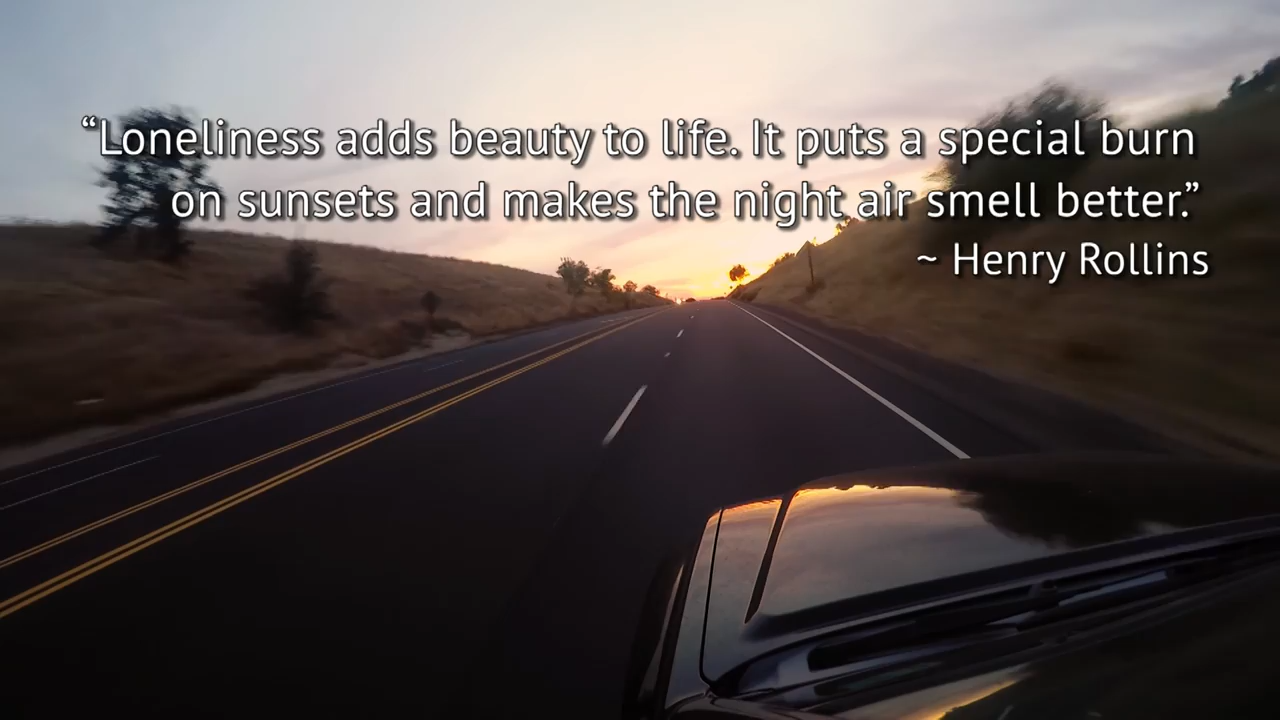 “Loneliness adds beauty to life. It puts a special burn
on sunsets and makes the night air smell better.”
~ Henry Rollins